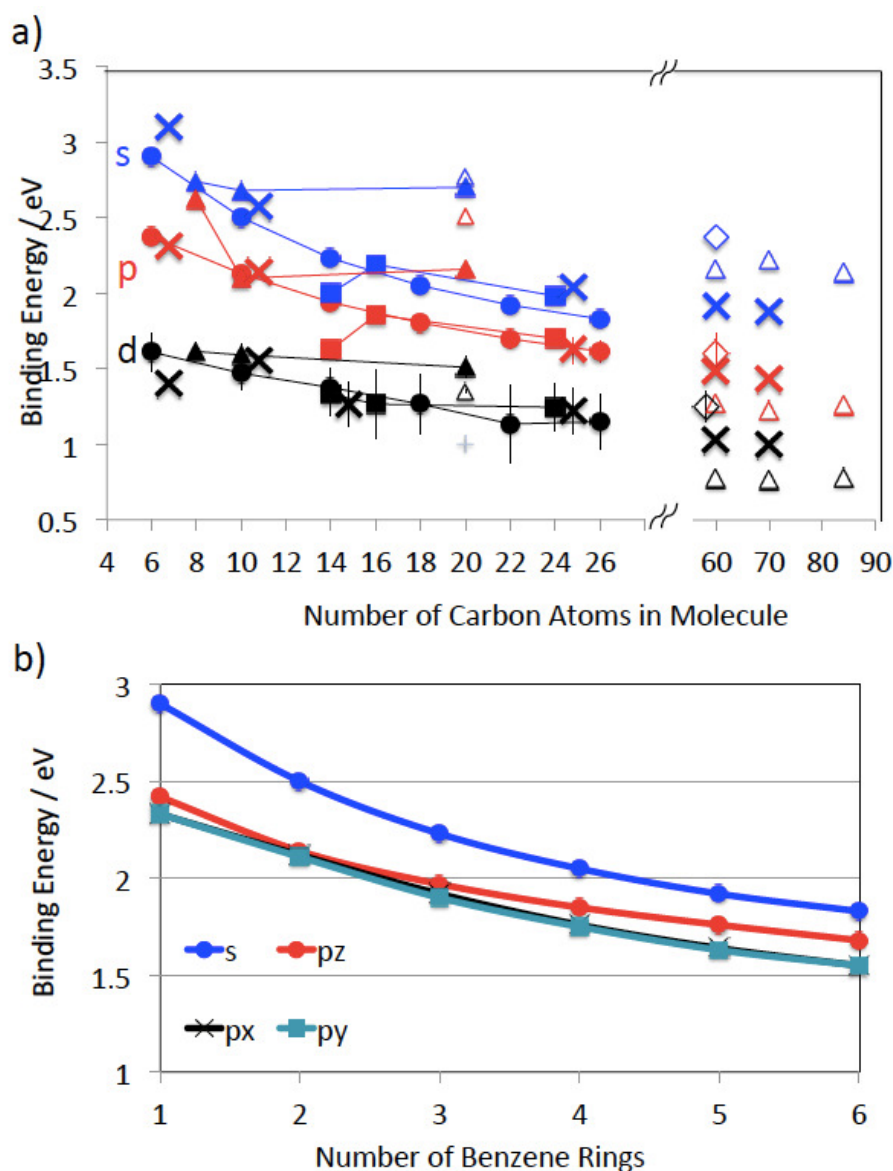 a)
3.5
3
2.5
2
1.5
1
0.5
Binding Energy / eV
s
p
d
4 6 8 10 12 14 16 18 20 22 24 26 60 70 80 90
Number of Carbon Atoms in Molecule
b)
3
2.5
2
1.5
1
Binding Energy / eV
s pz
px py
1 2 3 4 5 6
Number of Benzene Rings